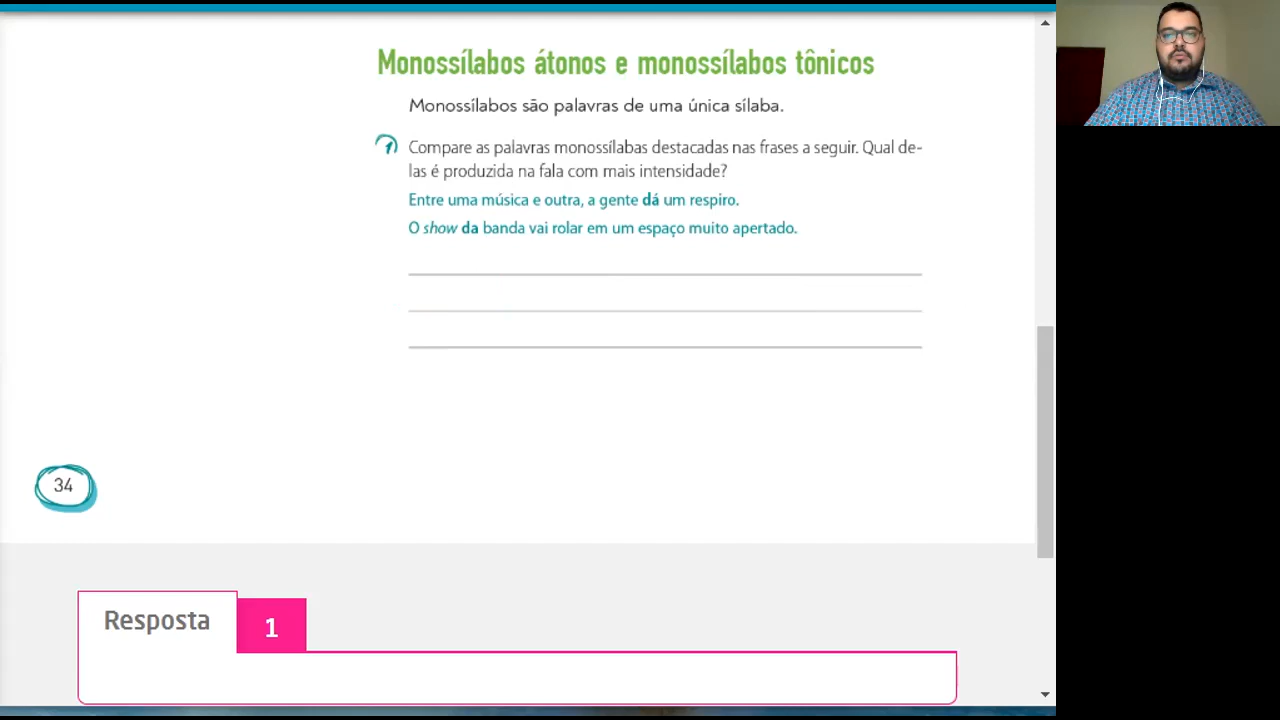 Monossílabos átonos e monossílabos tônicos
Monossílabos são palavras de uma única sílaba.
1 Compare as palavras monossílabas destacadas nas frases a seguir. Qual de-
las é produzida na fala com mais intensidade?
Entre uma música e outra, a gente dá um respiro.
O show da banda vai rolar em um espaço muito apertado.
34
Resposta 1